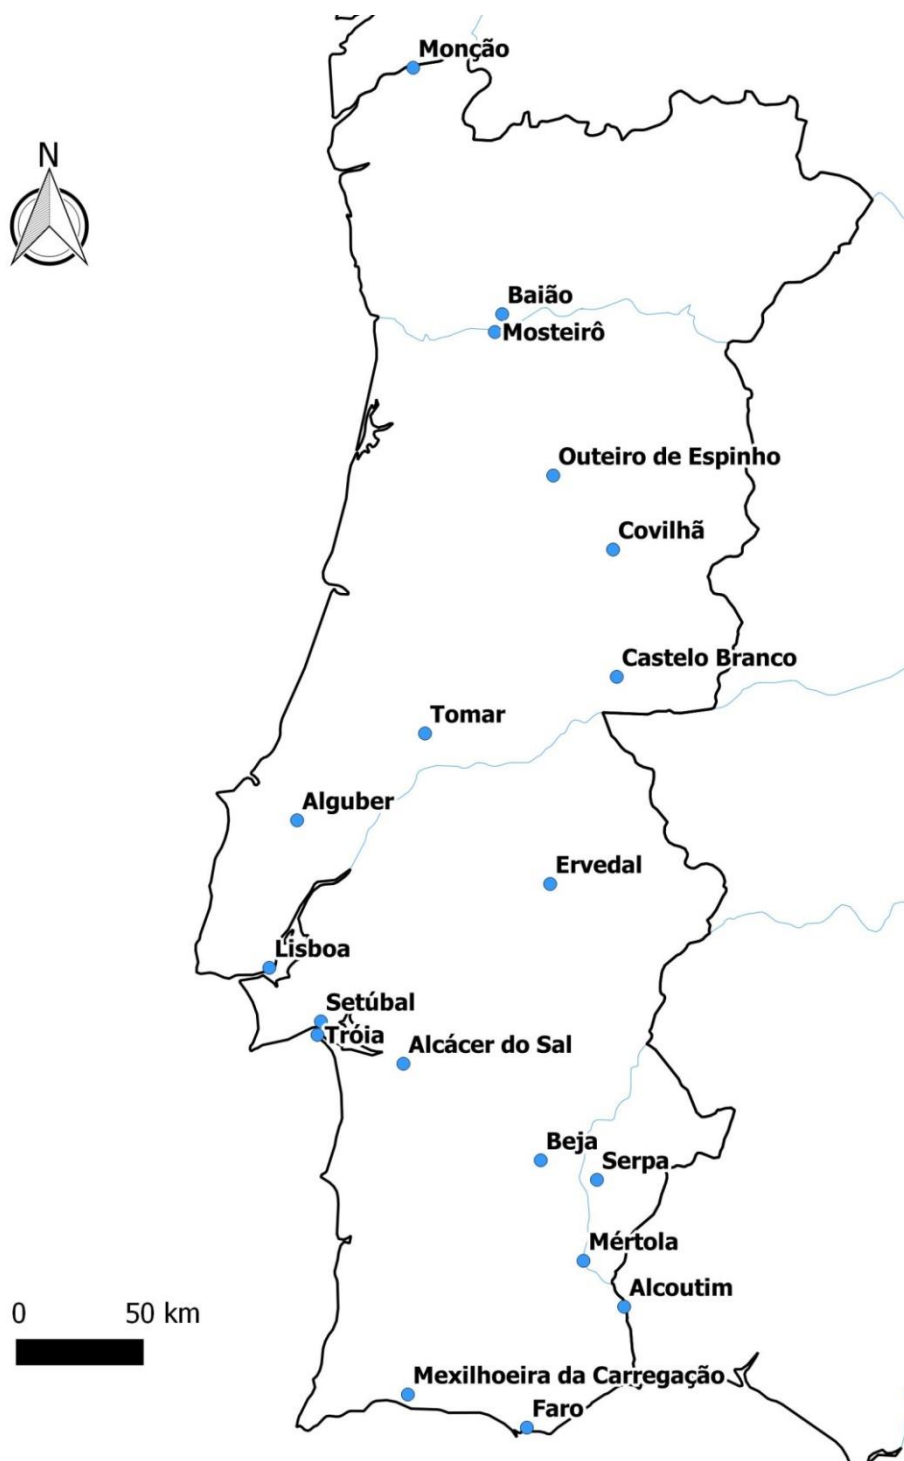 Monção
N
Baião
Mosteirô
Outeiro de Espinho
Covilhã
Castelo Branco
Tomar
Alguber
Ervedal
Lisboa
Setúbal
Tróia
Alcácer do Sal
Beja
Serpa
Mértola
Alcoutim
0 50 km
Mexilhoeira da Carregação
Faro